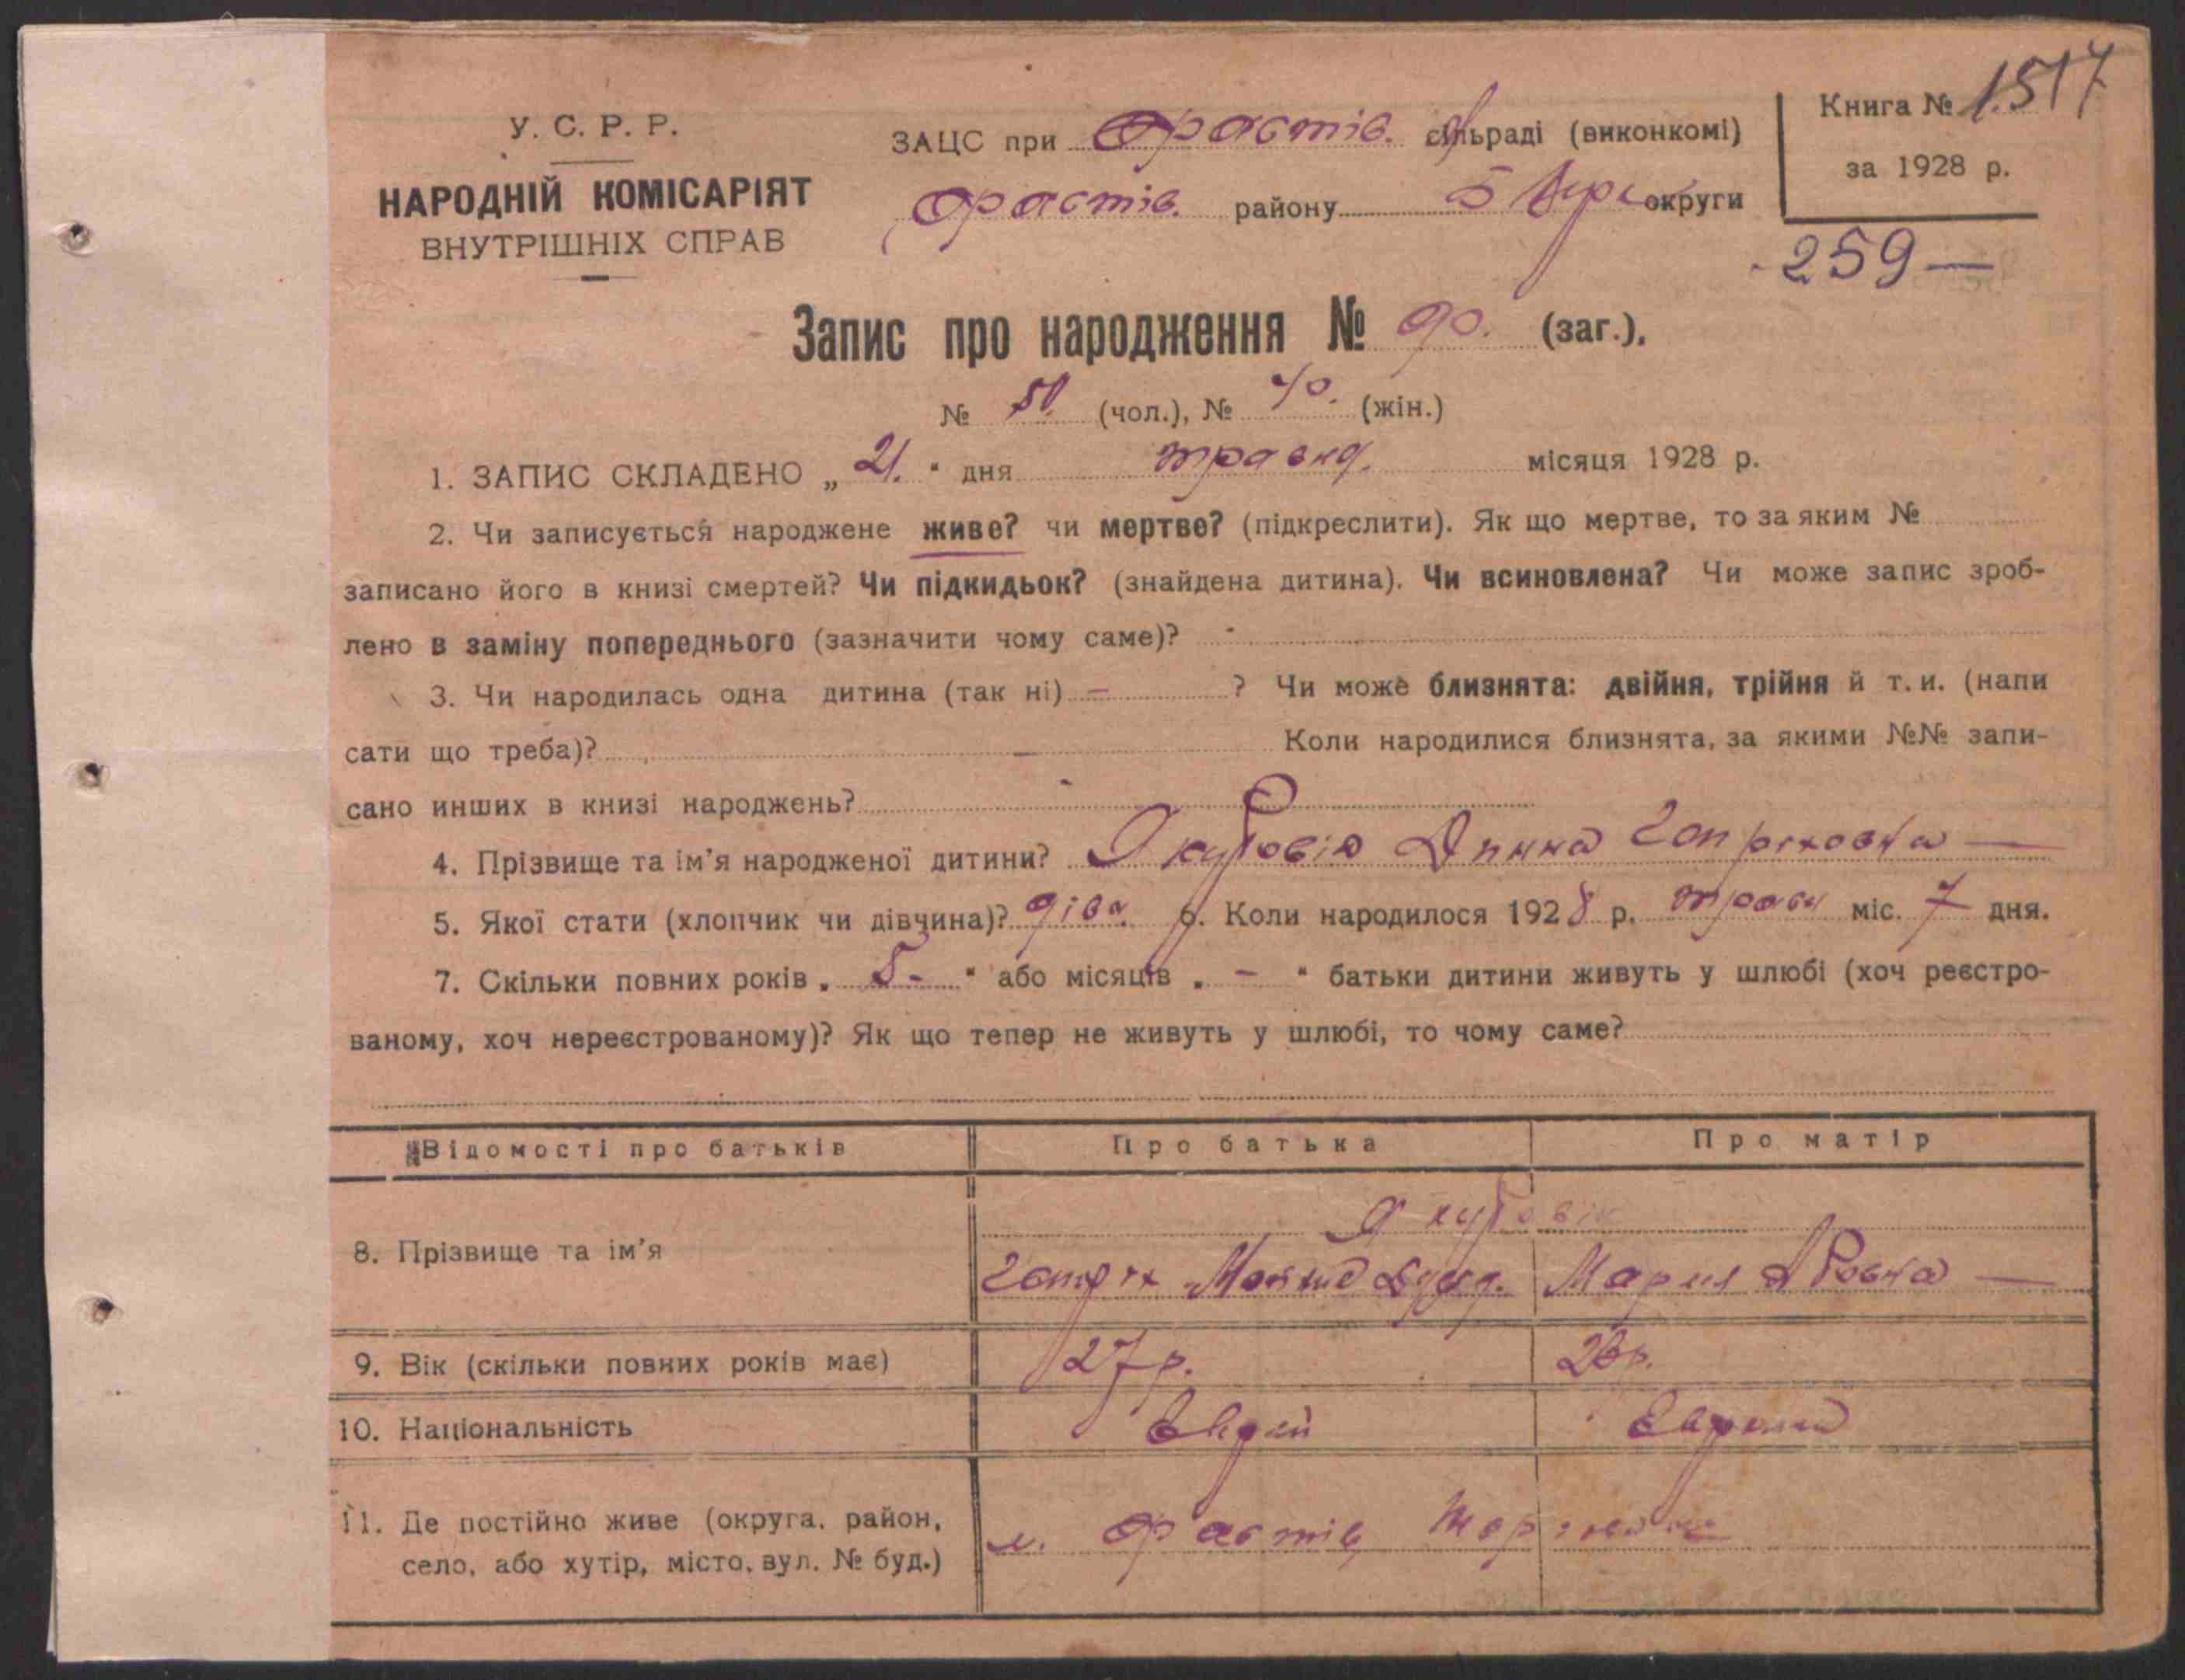 Книга № 1517
за 1928 р.
259 —
У. С. Р. Р.
НАРОДНІЙ КОМІСАРІЯТ
ВНУТРІШНІХ СПРАВ
ЗАЦС при Фастів. сільраді (виконкомі)
Фастів. району округи
Запис про народження № 90. (заг.),
№ 50. (чол.), № 40. (жін.)
1. ЗАПИС СКЛАДЕНО „ 21. " дня травня місяця 1928 р.
2. Чи записується народжене живе? чи мертве? (підкреслити). Як що мертве, то за яким №
записано його в книзі смертей? Чи підкидьок? (знайдена дитина). Чи всиновлена? Чи може запис зроб-
лено в заміну попереднього (зазначити чому саме)? -
3. Чи народилась одна дитина (так ні) — ? Чи може близнята: двійня, трійня й т. и. (напи
сати що треба)? — Коли народилися близнята, за якими №№ запи-
сано инших в книзі народжень?
4. Прізвище та ім'я народженої дитини? —
5. Якої стати (хлопчик чи дівчина)? дівч. 6. Коли народилося 1928 р. травн міс. 7 дня.
7. Скільки повних років „ 5 - " або місяців „ - " батьки дитини живуть у шлюбі (хоч реєстро-
ваному, хоч нереєстрованому)? Як що тепер не живуть у шлюбі, то чому саме?
Відомості про батьків Про батька Про матір
8. Прізвище та ім'я
Мария —
9. Вік (скільки повних років має) 27 р. 26 р.
10. Національність Еврей Еврейка
11. Де постійно живе (округа, район,
село, або хутір, місто, вул. № буд.) м. Фастів,